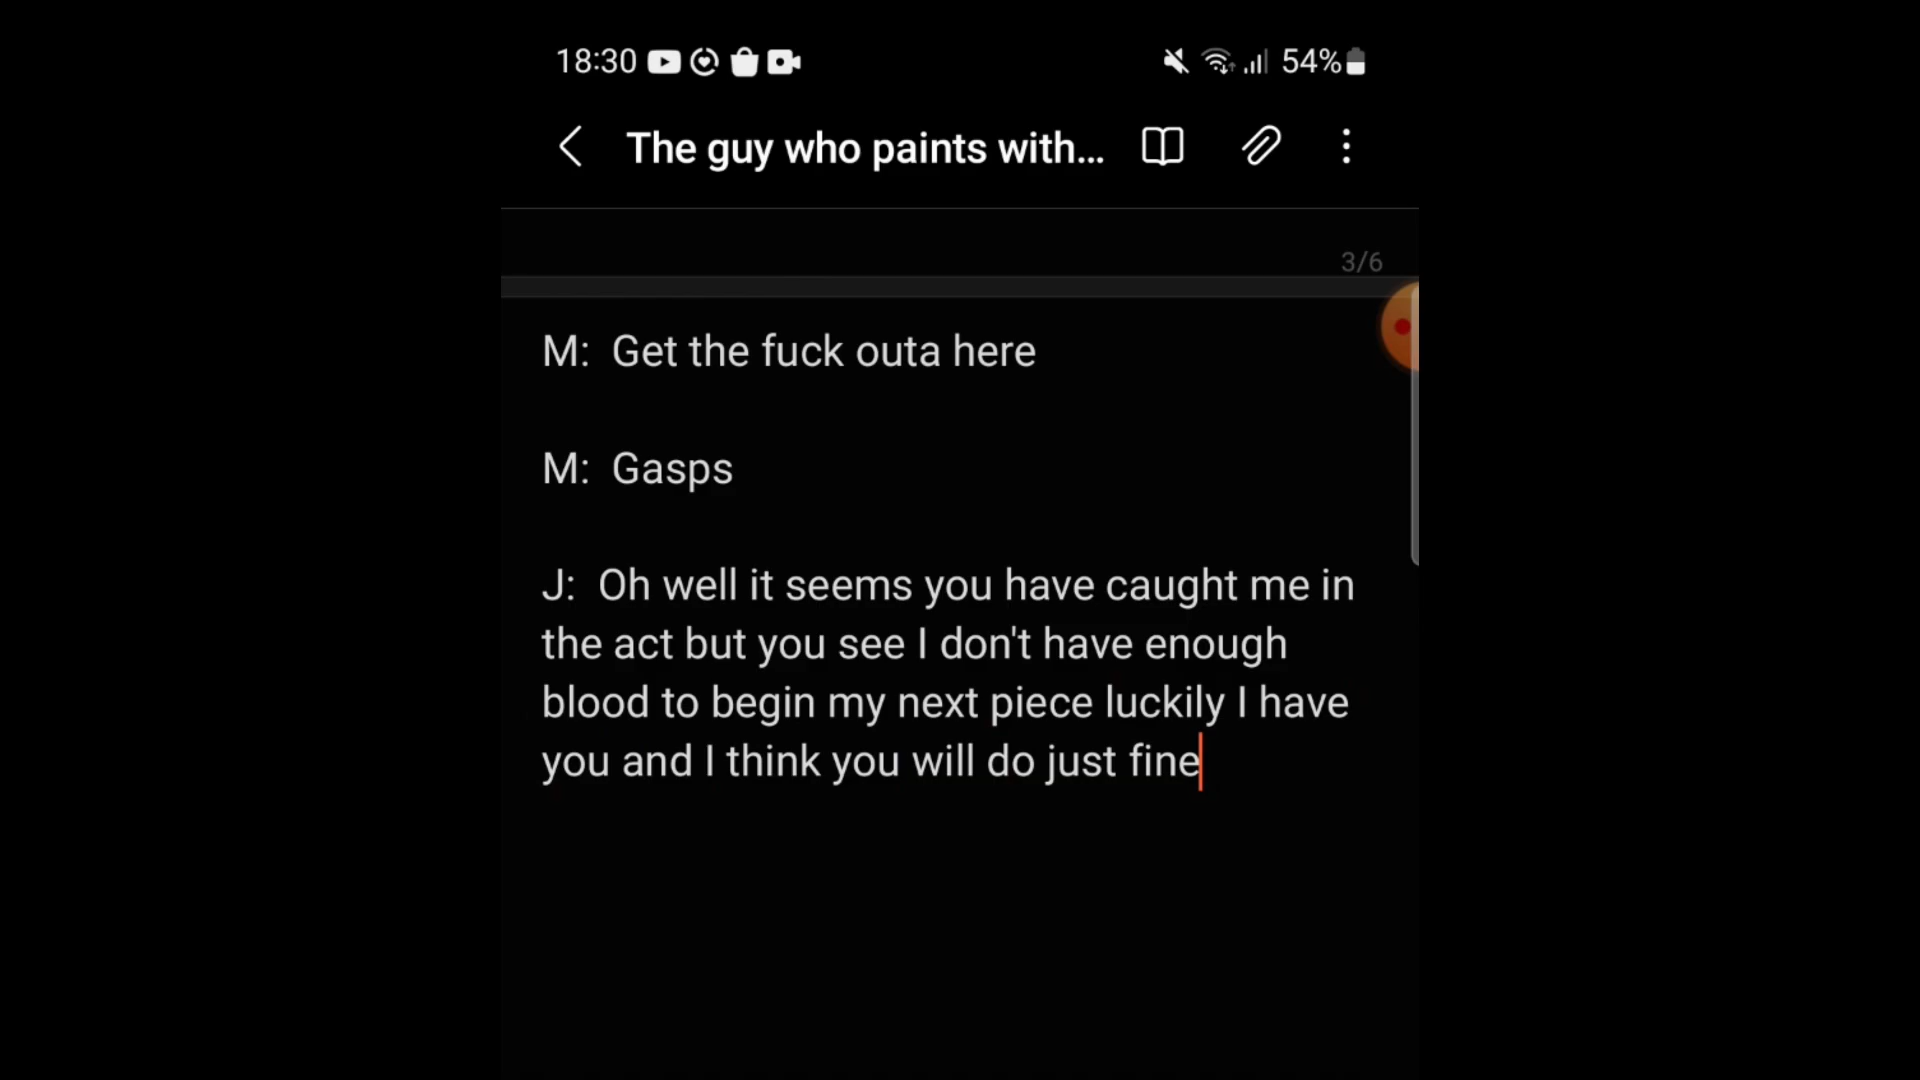 18:30 54%
The guy who paints with...
3/6
M: Get the fuck outa here
M: Gasps
J: Oh well it seems you have caught me in
the act but you see I don't have enough
blood to begin my next piece luckily I have
you and I think you will do just fine